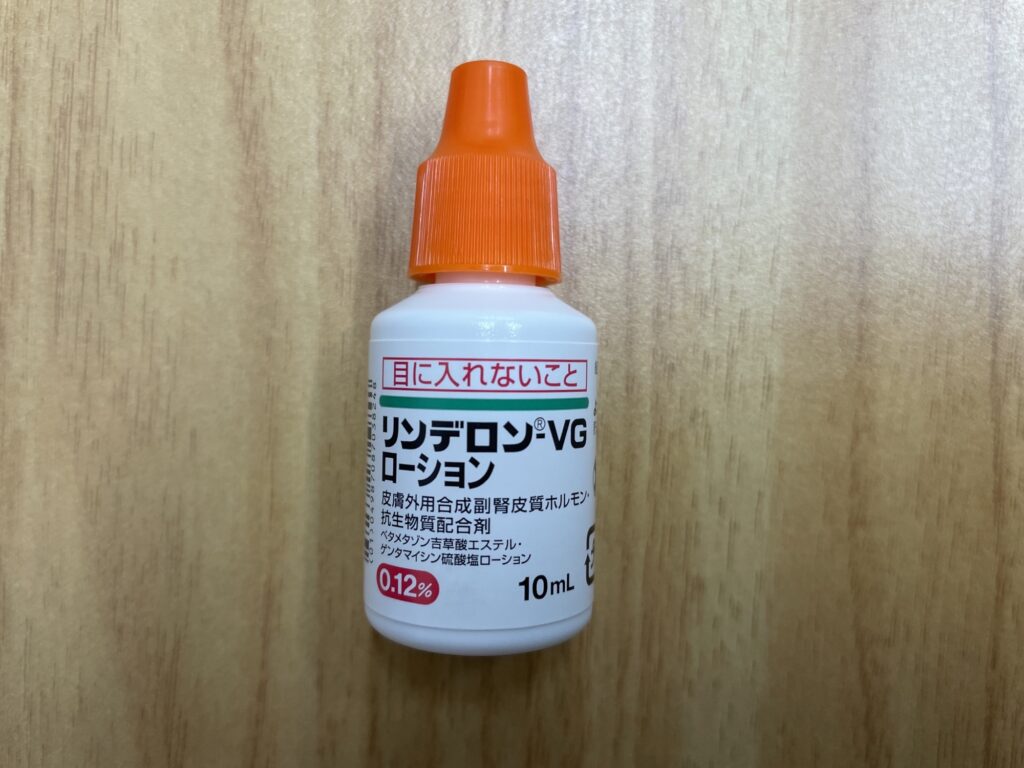 目に入れないこと
リンデロン®-VG
ローション
皮膚外用合成副腎皮質ホルモン・
抗生物質配合剤
ベタメタゾン吉草酸エステル・
ゲンタマイシン硫酸塩ローション
0.12%
10mL